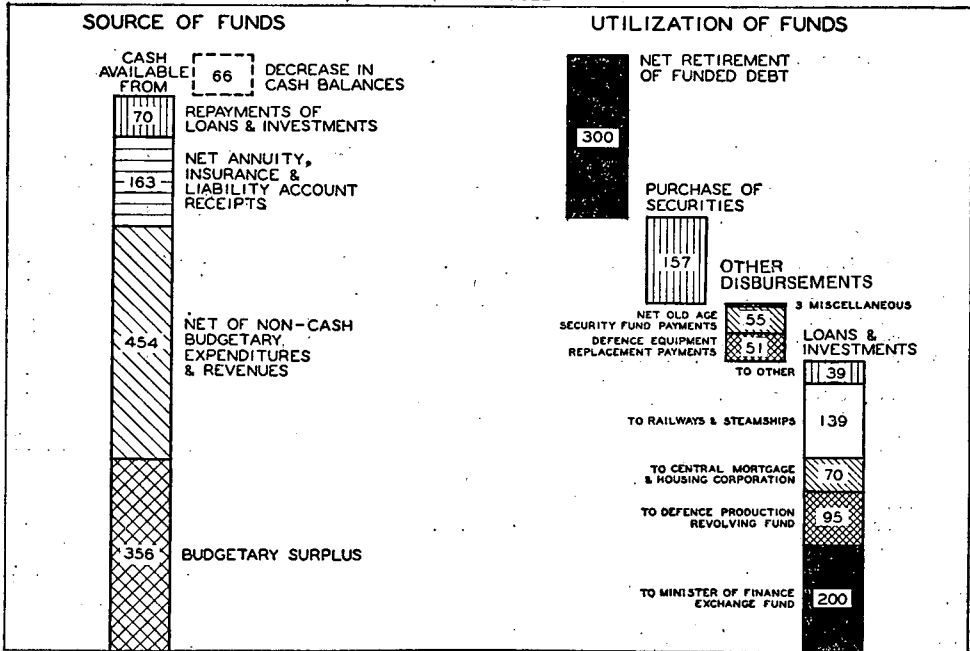 SOURCE OF FUNDS
CASH
AVAILABLE
FROM
66
DECREASE IN
CASH BALANCES
70
REPAYMENTS OF
LOANS & INVESTMENTS
163
NET ANNUITY,
INSURANCE &
LIABILITY ACCOUNT
RECEIPTS
454
NET OF NON-CASH
BUDGETARY
EXPENDITURES
& REVENUES
356
BUDGETARY SURPLUS
UTILIZATION OF FUNDS
NET RETIREMENT
OF FUNDED DEBT
300
PURCHASE OF
SECURITIES
157
OTHER
DISBURSEMENTS
3 MISCELLANEOUS
NET OLD AGE
SECURITY FUND PAYMENTS
55
DEFENCE EQUIPMENT
REPLACEMENT PAYMENTS
51
LOANS &
INVESTMENTS
TO OTHER
39
TO RAILWAYS & STEAMSHIPS
139
TO CENTRAL MORTGAGE
& HOUSING CORPORATION
70
TO DEFENCE PRODUCTION
REVOLVING FUND
95
TO MINISTER OF FINANCE
EXCHANGE FUND
200